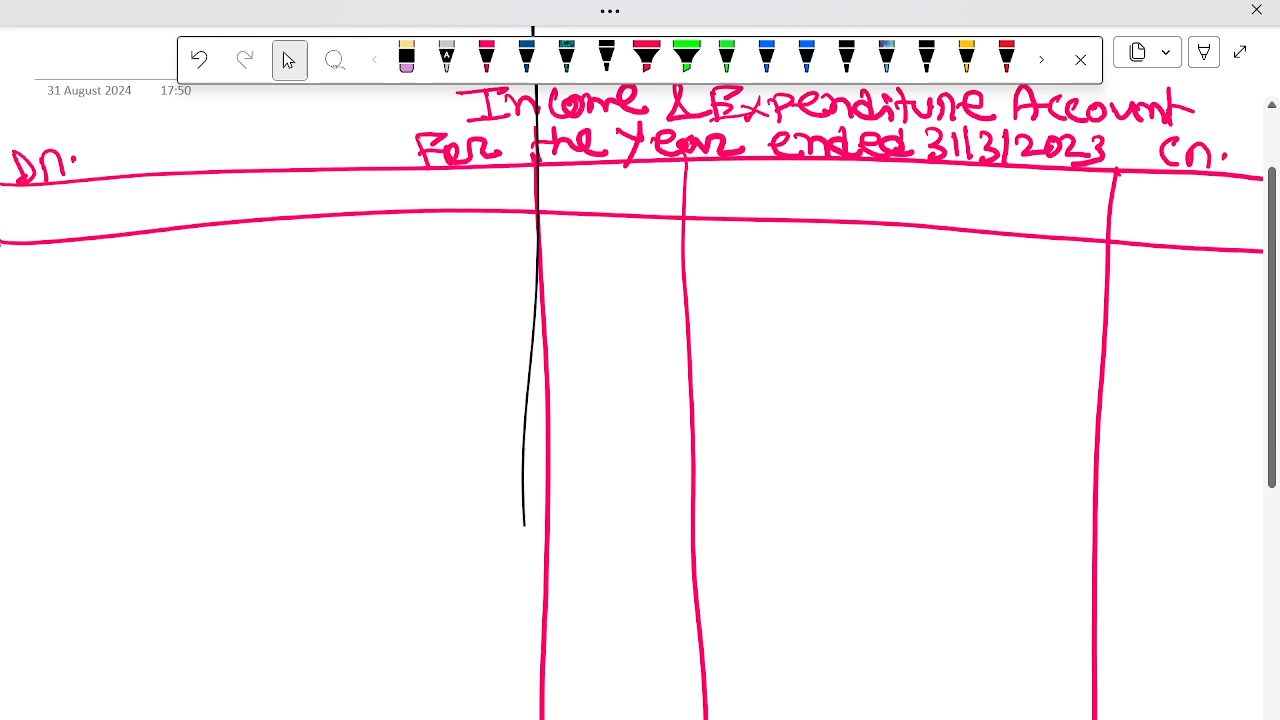 31 August 2024 17:50
Income & Expenditure Account
For the Year ended 31/3/2023
Dr. Cr.